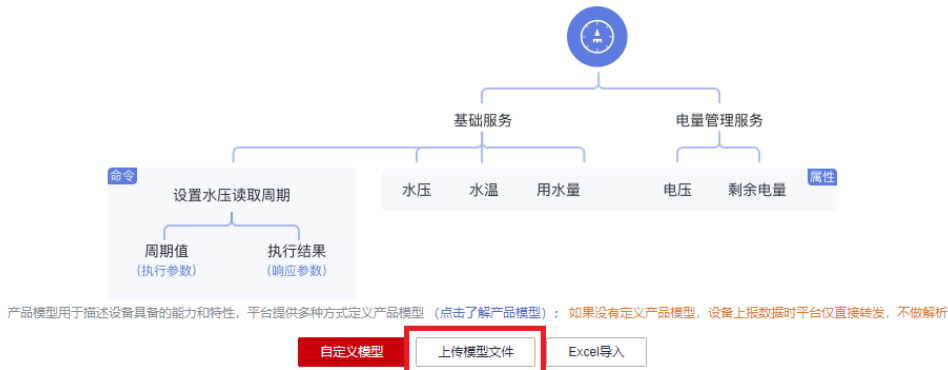 基础服务
电量管理服务
命令
设置水压读取周期
水压
水温
用水量
电压
剩余电量
属性
周期值
执行结果
(执行参数)
(响应参数)
产品模型用于描述设备具备的能力和特性，平台提供多种方式定义产品模型 （点击了解产品模型）；如果没有定义产品模型，设备上报数据时平台仅直接转发，不做解析
自定义模型
上传模型文件
Excel导入